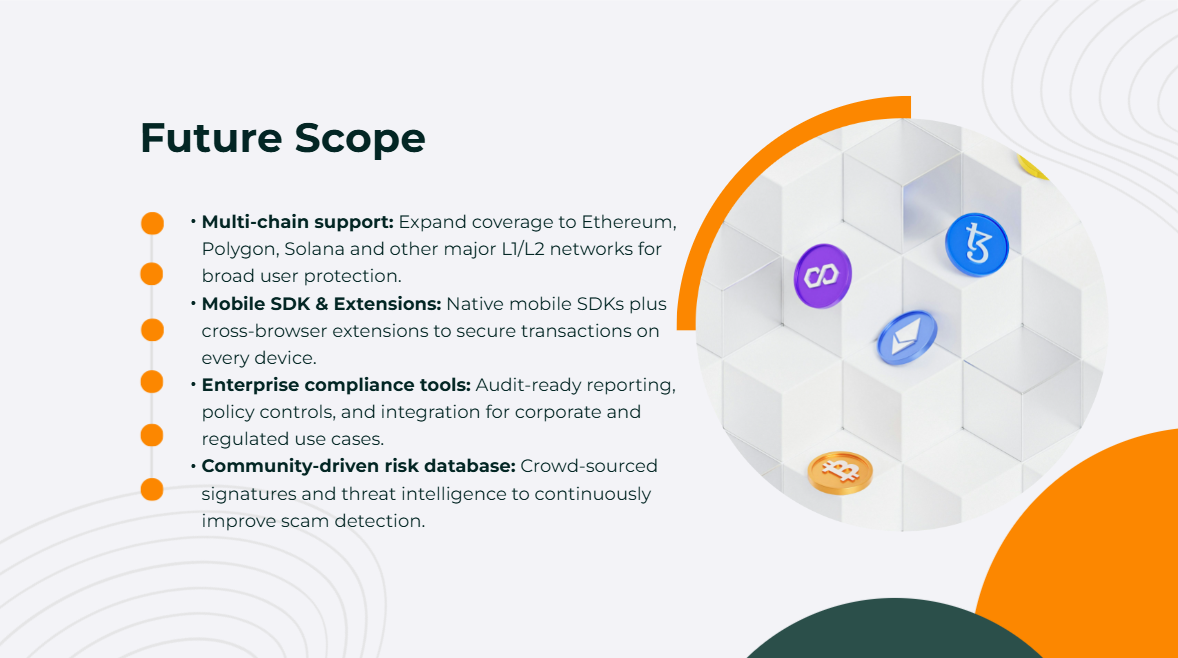 Future Scope
• Multi-chain support: Expand coverage to Ethereum,
Polygon, Solana and other major L1/L2 networks for
broad user protection.
• Mobile SDK & Extensions: Native mobile SDKs plus
cross-browser extensions to secure transactions on
every device.
• Enterprise compliance tools: Audit-ready reporting,
policy controls, and integration for corporate and
regulated use cases.
• Community-driven risk database: Crowd-sourced
signatures and threat intelligence to continuously
improve scam detection.